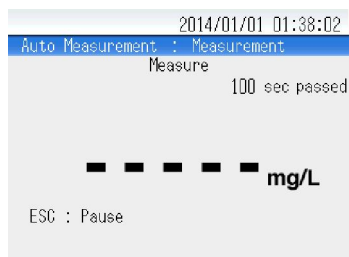 2014/01/01 01:38:02
Auto Measurement : Measurement
Measure
100 sec passed
- - - - - mg/L
ESC : Pause